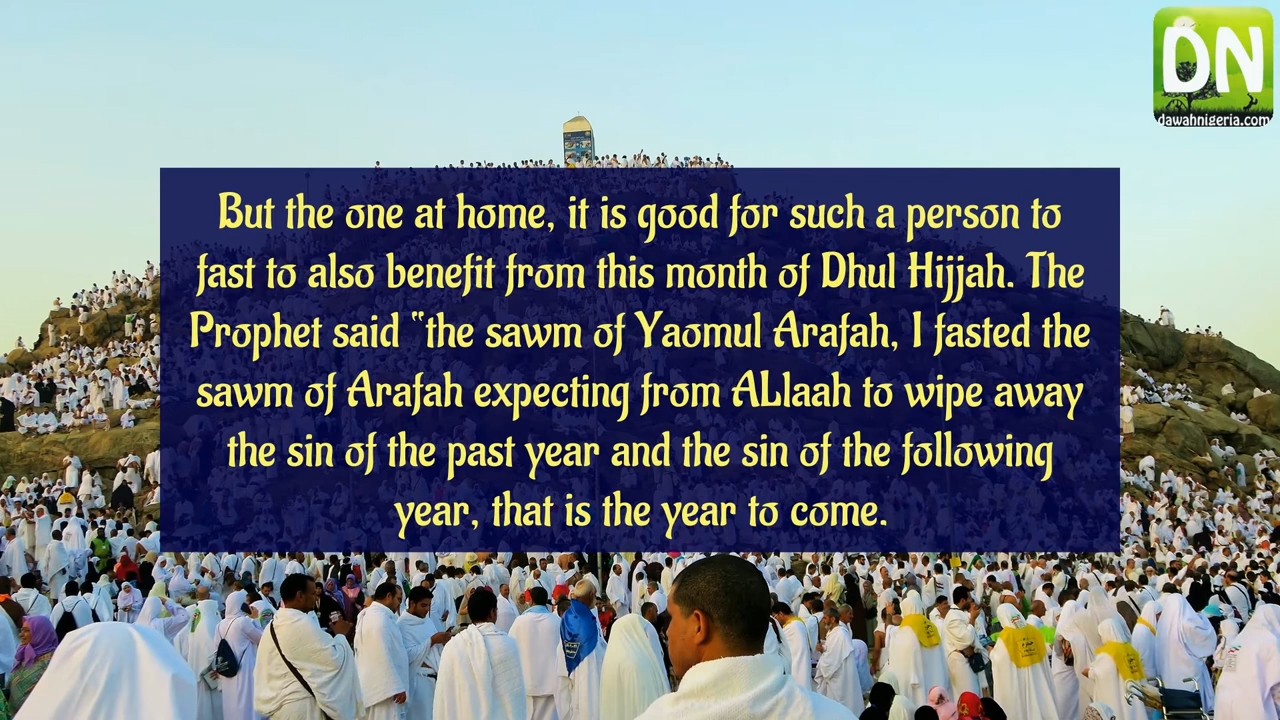 DN
dawahnigeria.com
But the one at home, it is good for such a person to
fast to also benefit from this month of Dhul Hijjah. The
Prophet said "the sawm of Yaomul Arafah, I fasted the
sawm of Arafah expecting from ALlaah to wipe away
the sin of the past year and the sin of the following
year, that is the year to come.